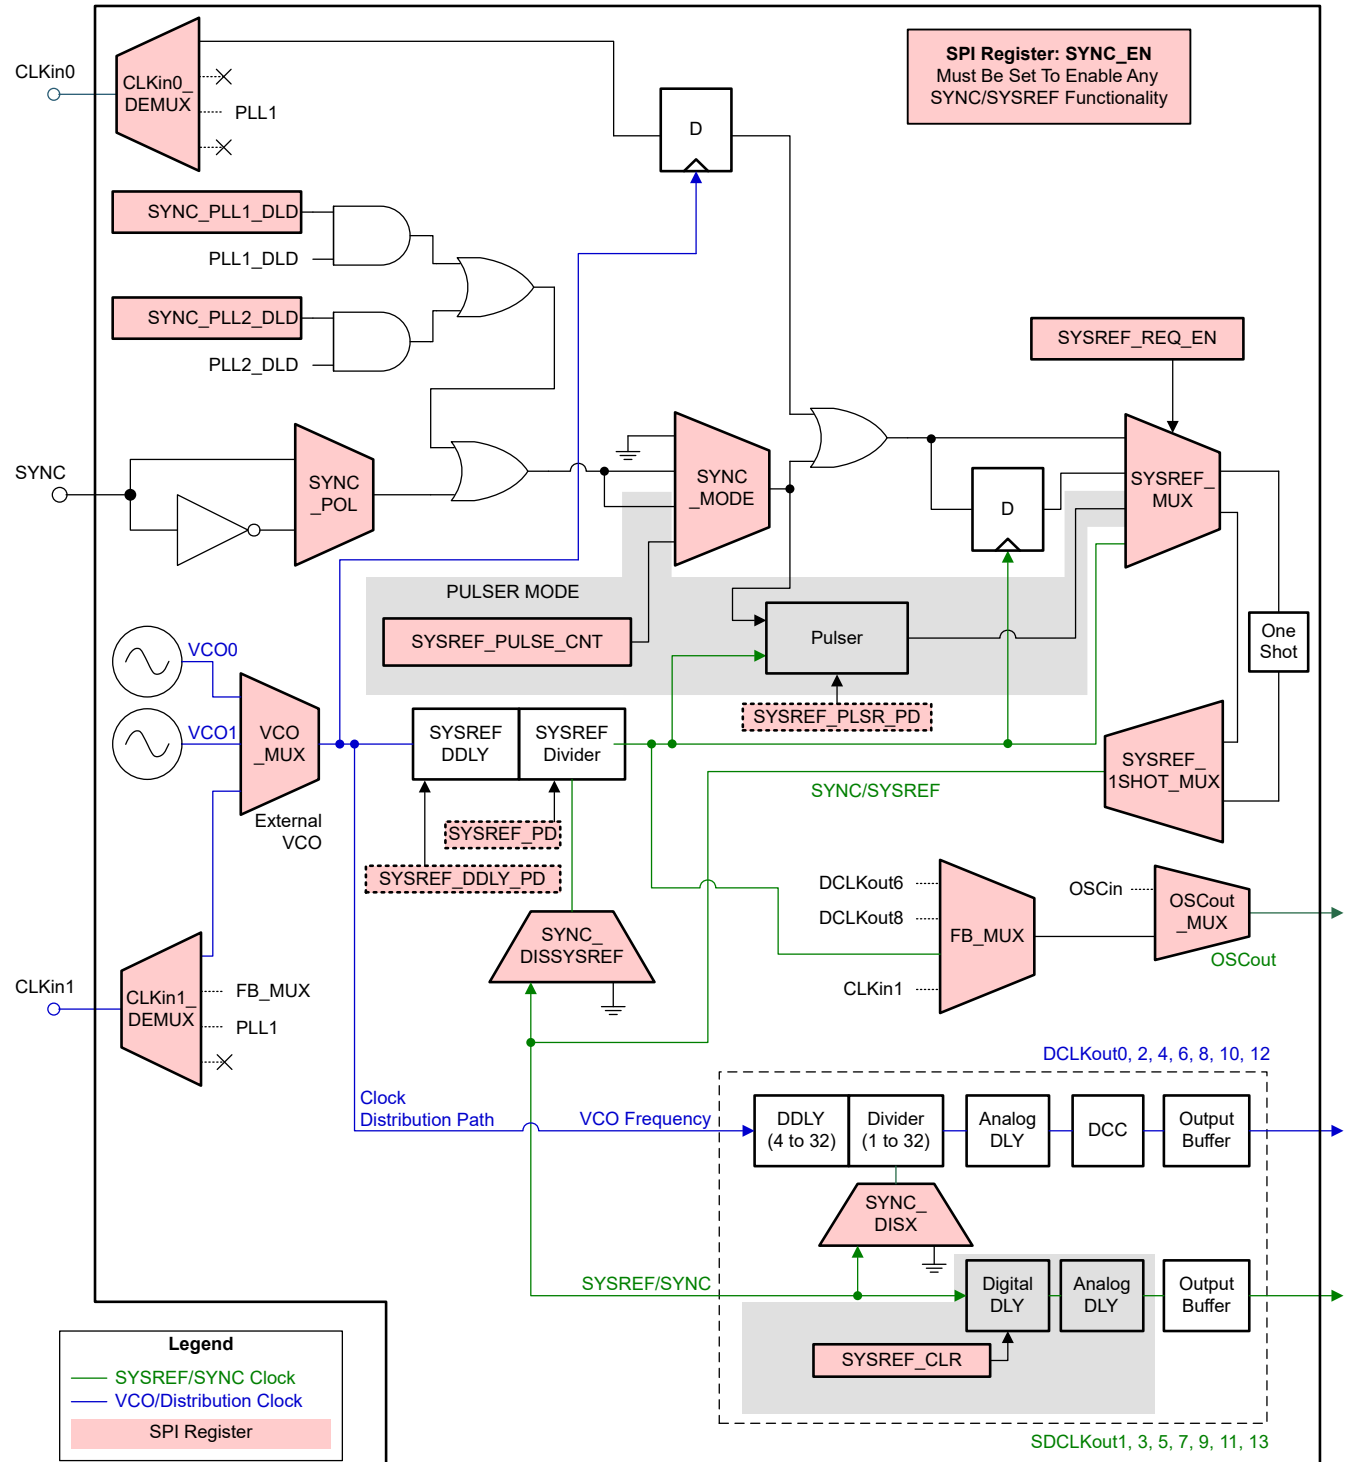 SPI Register: SYNC_EN
Must Be Set To Enable Any
SYNC/SYSREF Functionality
CLKin0
CLKin0_
DEMUX
PLL1
D
SYNC_PLL1_DLD
PLL1_DLD
SYNC_PLL2_DLD
PLL2_DLD
SYSREF_REQ_EN
SYNC
SYNC
_POL
SYNC
_MODE
D
SYSREF_
MUX
PULSER MODE
SYSREF_PULSE_CNT
Pulser
SYSREF_PLSR_PD
One
Shot
VCO0
VCO1
VCO
_MUX
External
VCO
SYSREF
DDLY
SYSREF
Divider
SYSREF_PD
SYSREF_DDLY_PD
SYNC/SYSREF
SYSREF_
1SHOT_MUX
SYNC_
DISSYSREF
DCLKout6
DCLKout8
CLKin1
FB_MUX
OSCin
OSCout
_MUX
OSCout
CLKin1
CLKin1_
DEMUX
FB_MUX
PLL1
DCLKout0, 2, 4, 6, 8, 10, 12
Clock
Distribution Path
VCO Frequency
DDLY
(4 to 32)
Divider
(1 to 32)
Analog
DLY
DCC
Output
Buffer
SYNC_
DISX
SYSREF/SYNC
Digital
DLY
Analog
DLY
Output
Buffer
SYSREF_CLR
SDCLKout1, 3, 5, 7, 9, 11, 13
Legend
SYSREF/SYNC Clock
VCO/Distribution Clock
SPI Register